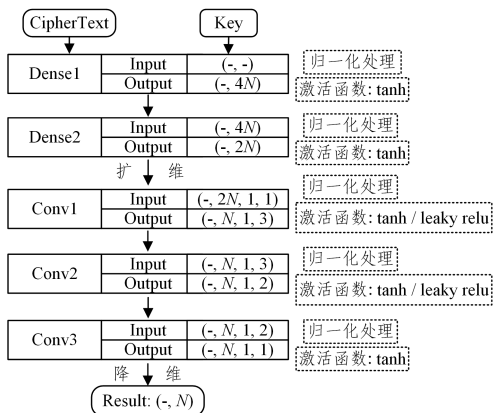 CipherText Key
Dense1 Input (-, -) 归一化处理
Output (-, 4N) 激活函数: tanh
Dense2 Input (-, 4N) 归一化处理
Output (-, 2N) 激活函数: tanh
扩 维
Conv1 Input (-, 2N, 1, 1) 归一化处理
Output (-, N, 1, 3) 激活函数: tanh / leaky relu
Conv2 Input (-, N, 1, 3) 归一化处理
Output (-, N, 1, 2) 激活函数: tanh / leaky relu
Conv3 Input (-, N, 1, 2) 归一化处理
Output (-, N, 1, 1) 激活函数: tanh
降 维
Result: (-, N)